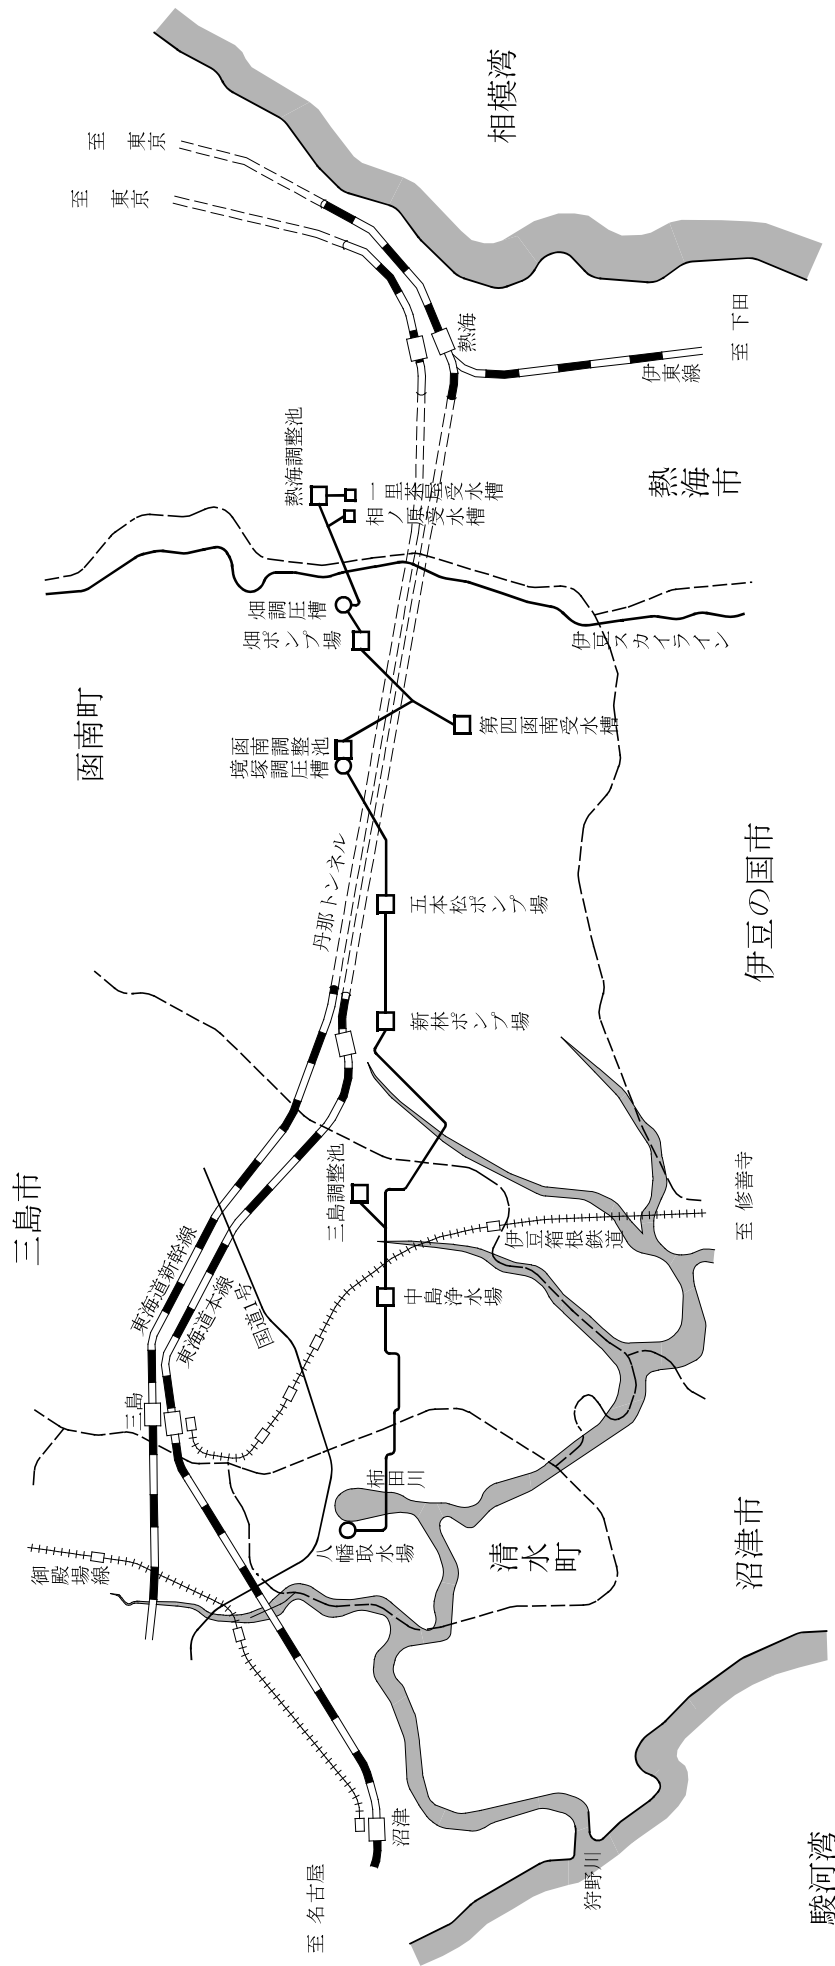 三島市
函南町
至 東京
至 東京
相模湾
東海道新幹線
東海道本線
国道1号
三島
御殿場線
丹那トンネル
熱海調整池
一里茶屋受水槽
相ノ原受水槽
畑調圧槽
畑ポンプ場
函南調整池
境塚調圧槽
第四函南受水槽
五本松ポンプ場
新林ポンプ場
三島調整池
中島浄水場
柿田川
八幡取水場
伊豆箱根鉄道
伊豆スカイライン
熱海
伊東線
至 下田
熱海市
伊豆の国市
至 修善寺
清水町
沼津市
沼津
至 名古屋
狩野川
駿河湾